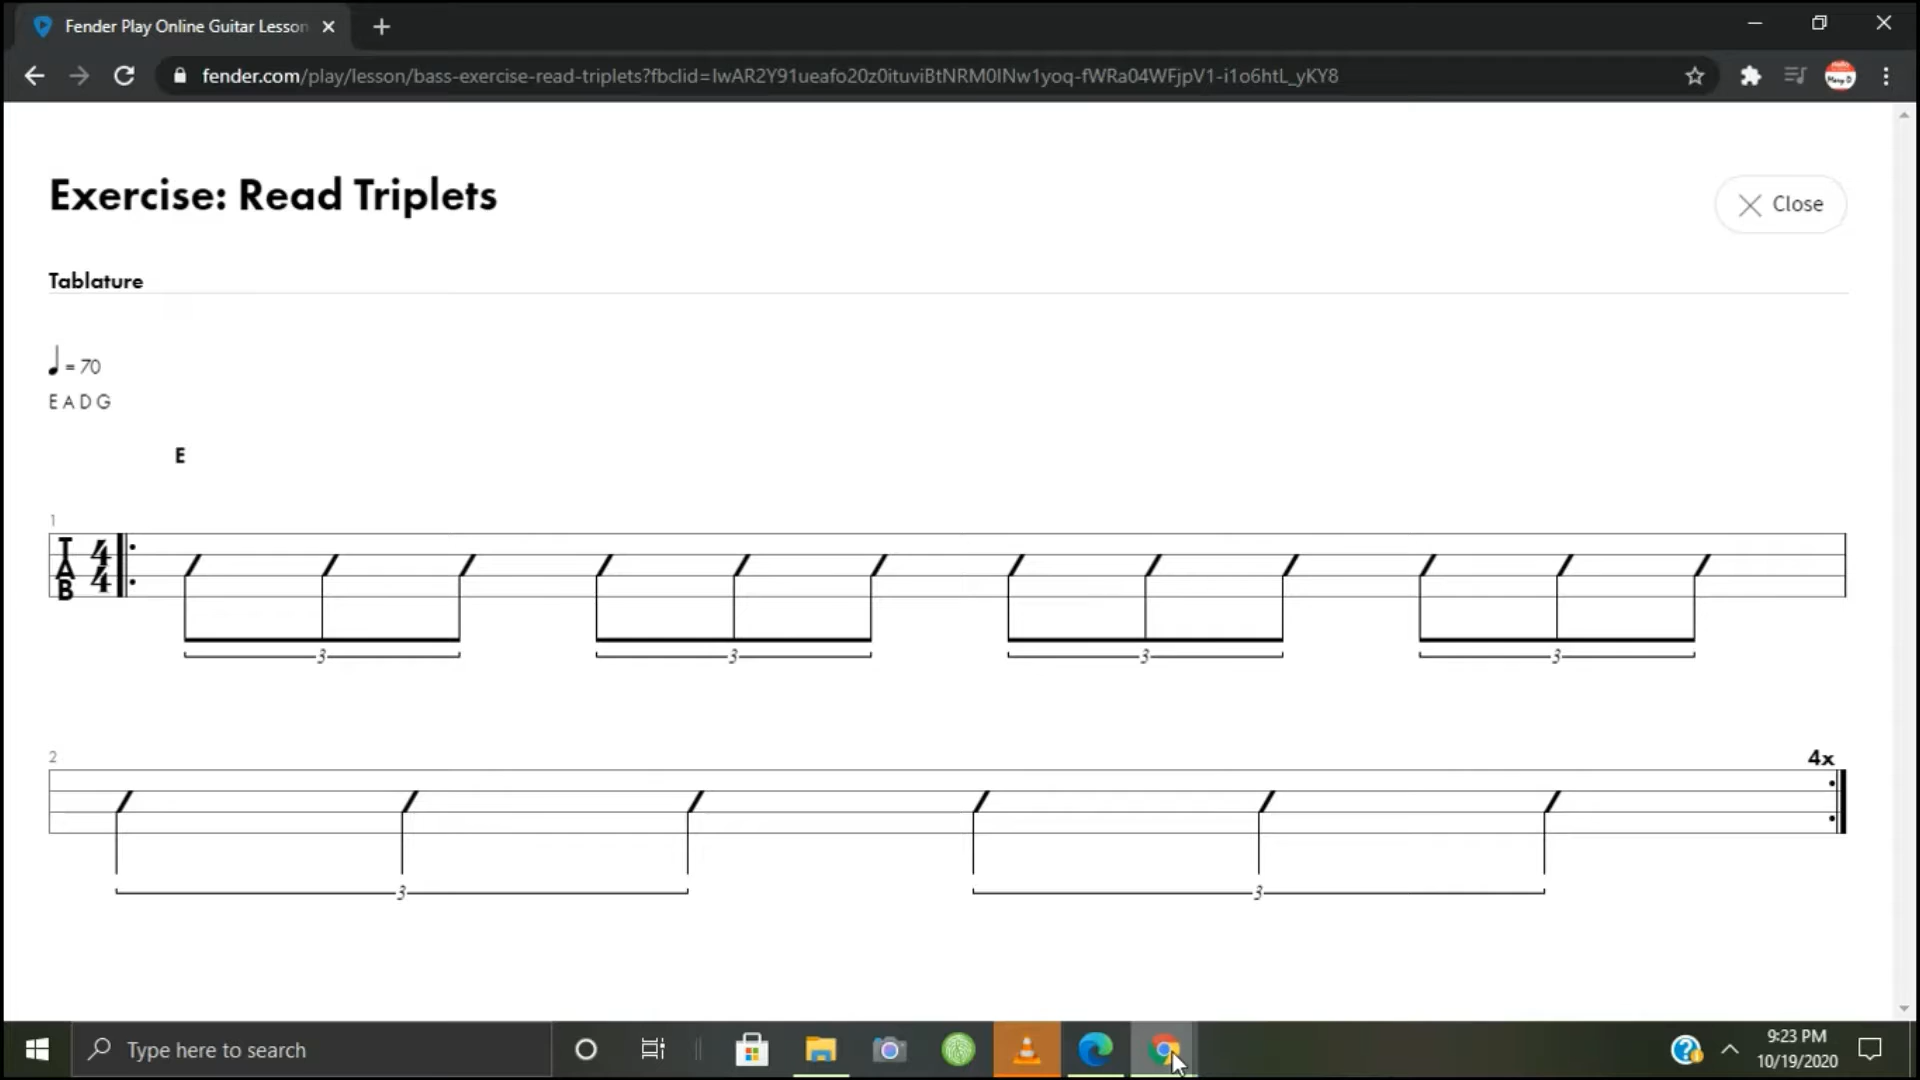 Fender Play Online Guitar Lesson
fender.com/play/lesson/bass-exercise-read-triplets?fbclid=IwAR2Y91ueafo20z0ituviBtNRM0lNw1yoq-fWRa04WFjpV1-i1o6htL_yKY8
Exercise: Read Triplets
Close
Tablature
= 70
E A D G
E
1
T A B 4 4
3 3 3 3
2
4x
3 3
Type here to search
9:23 PM
10/19/2020